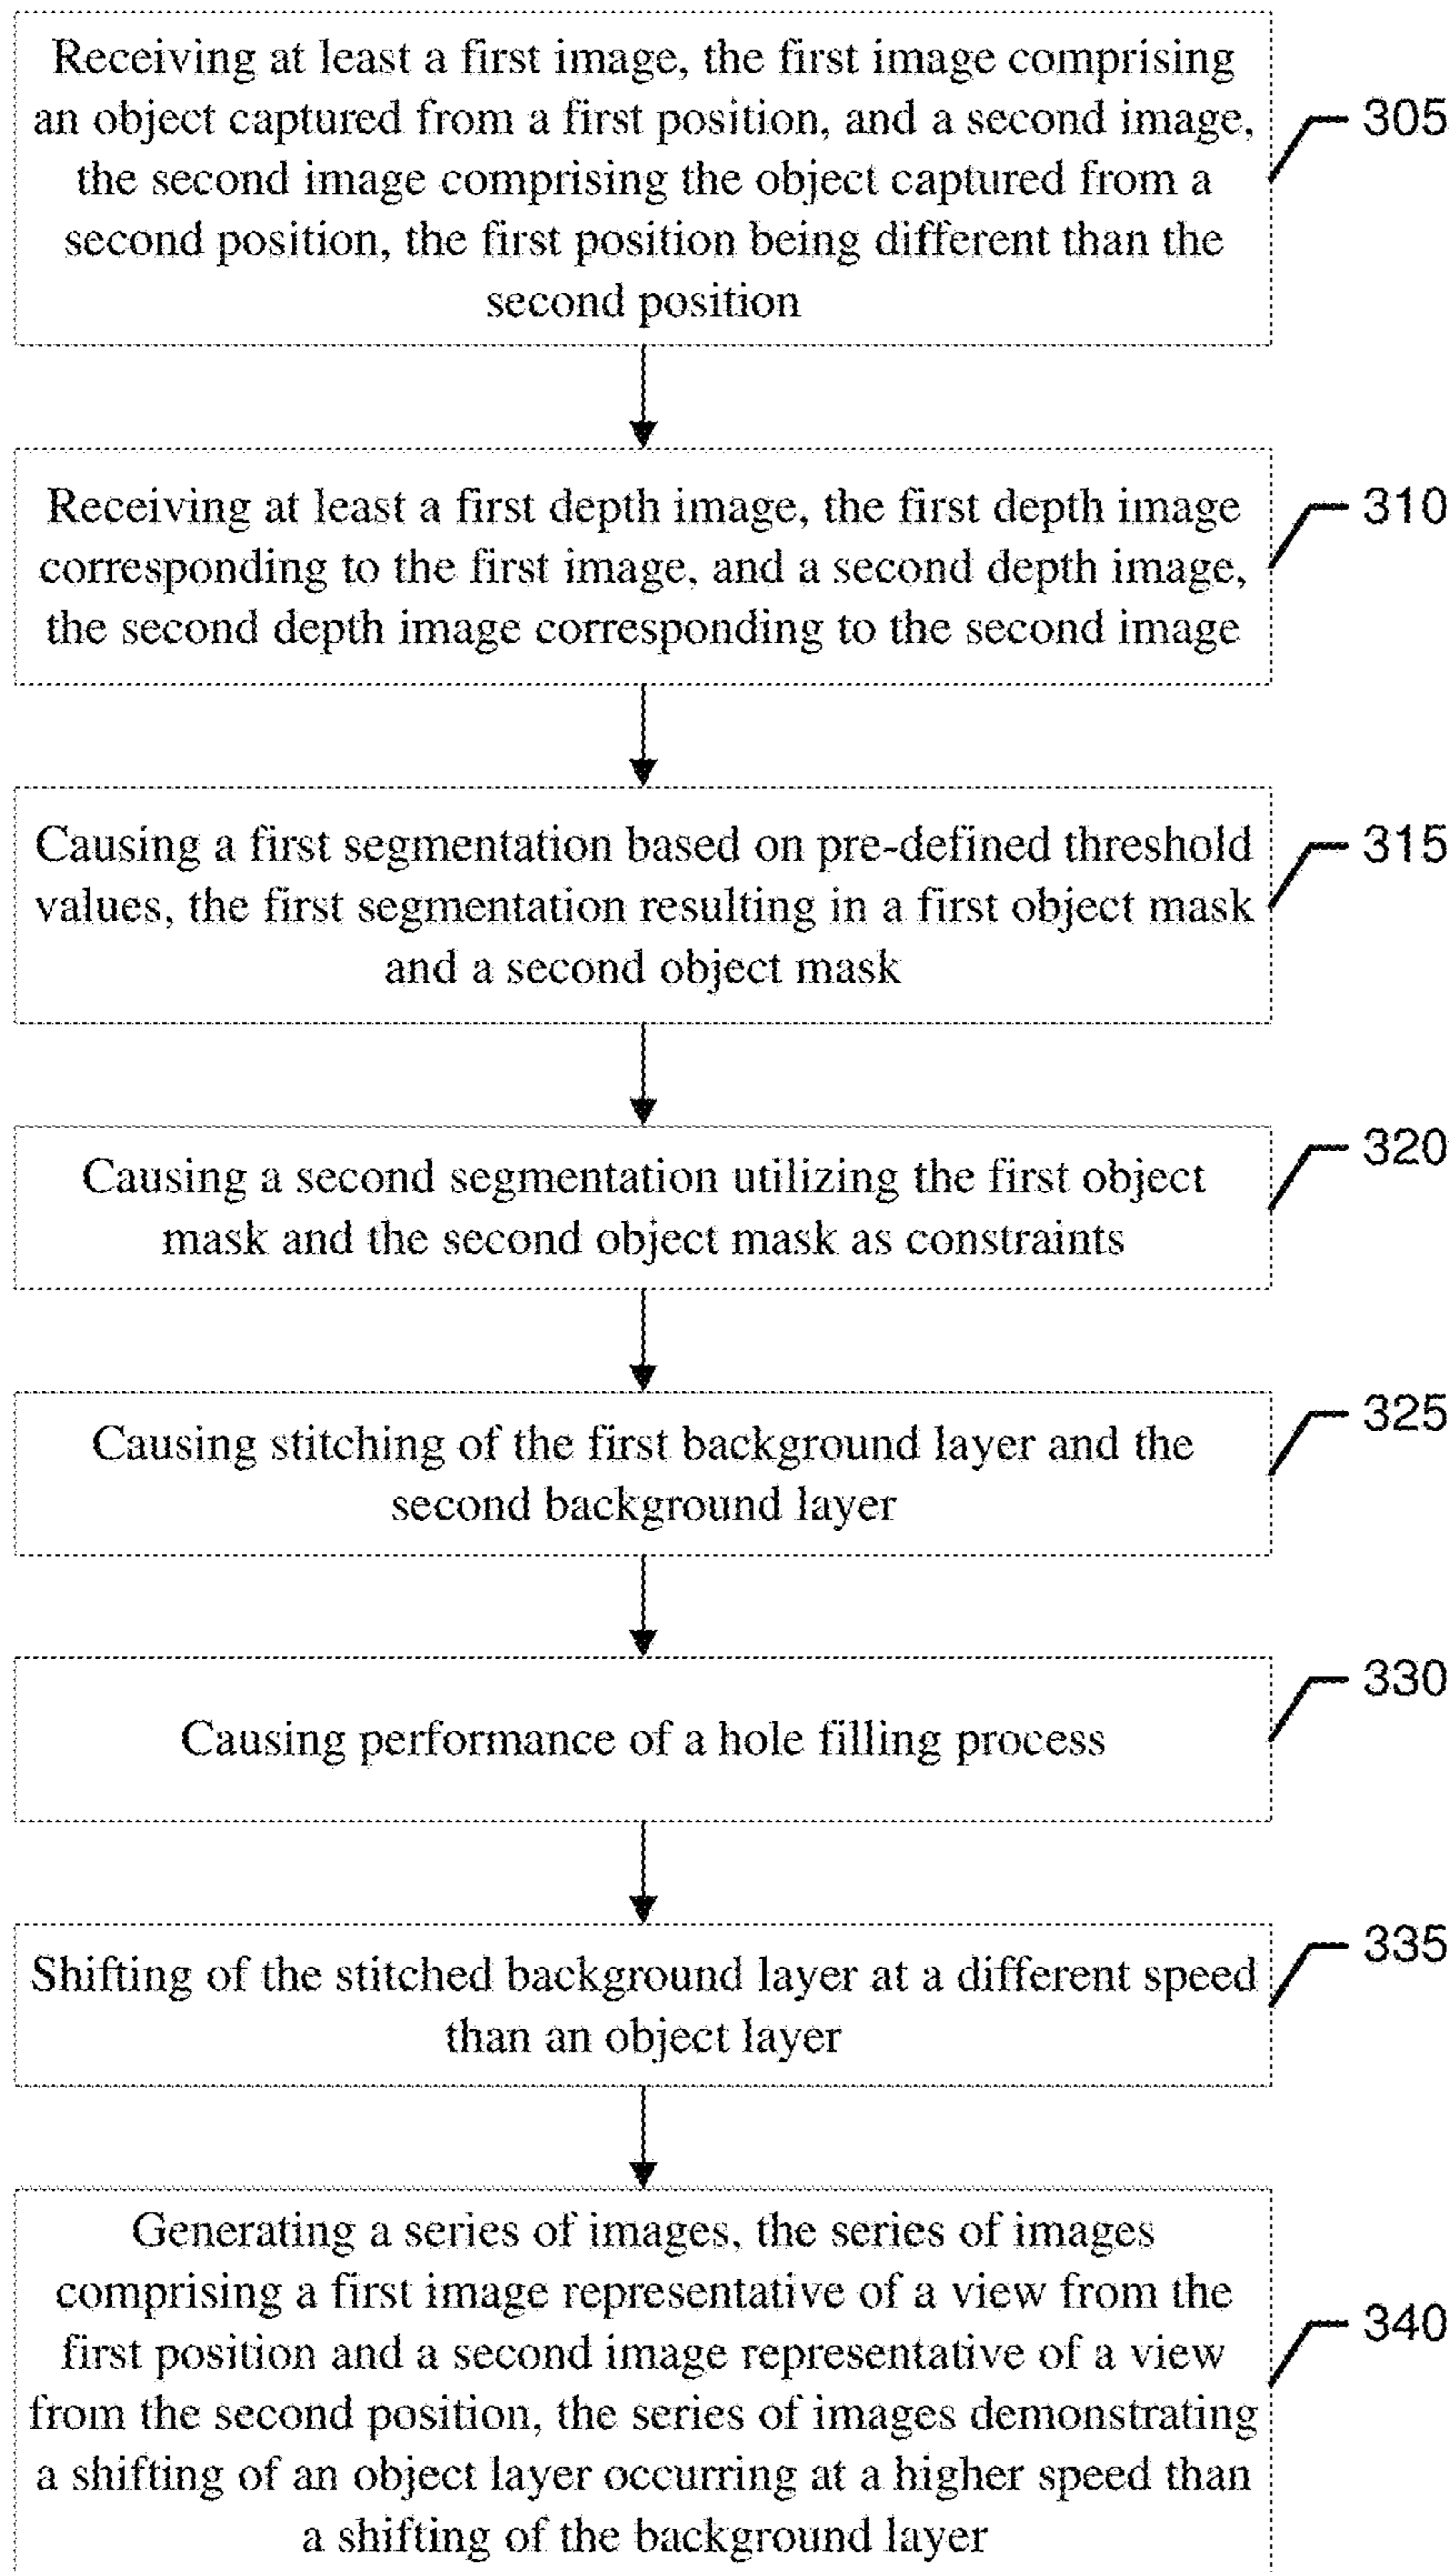 Receiving at least a first image, the first image comprising
an object captured from a first position, and a second image,
the second image comprising the object captured from a
second position, the first position being different than the
second position
305
Receiving at least a first depth image, the first depth image
corresponding to the first image, and a second depth image,
the second depth image corresponding to the second image
310
Causing a first segmentation based on pre-defined threshold
values, the first segmentation resulting in a first object mask
and a second object mask
315
Causing a second segmentation utilizing the first object
mask and the second object mask as constraints
320
Causing stitching of the first background layer and the
second background layer
325
Causing performance of a hole filling process
330
Shifting of the stitched background layer at a different speed
than an object layer
335
Generating a series of images, the series of images
comprising a first image representative of a view from the
first position and a second image representative of a view
from the second position, the series of images demonstrating
a shifting of an object layer occurring at a higher speed than
a shifting of the background layer
340